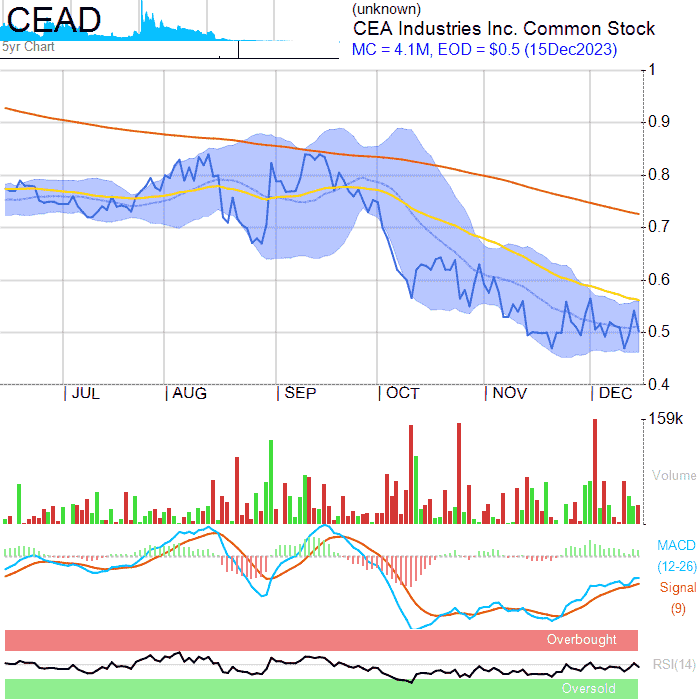 CEAD
5yr Chart
(unknown)
CEA Industries Inc. Common Stock
MC = 4.1M, EOD = $0.5 (15Dec2023)
1
0.9
0.8
0.7
0.6
0.5
0.4
JUL AUG SEP OCT NOV DEC
159k
Volume
MACD
(12-26)
Signal
(9)
Overbought
RSI(14)
Oversold